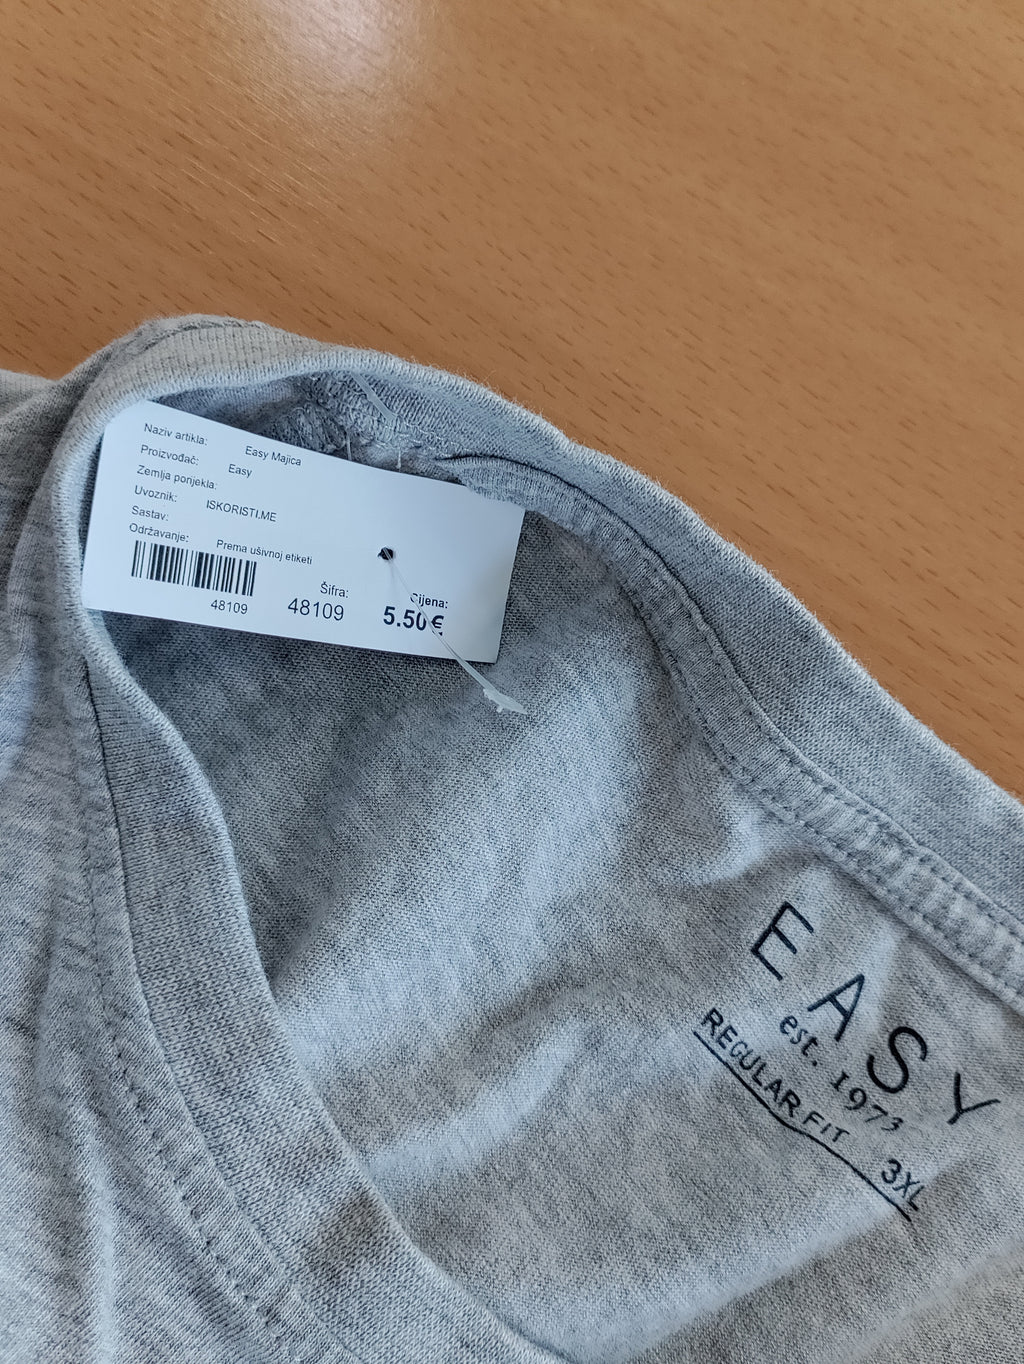 Naziv artikla: Easy Majica
Proizvođač: Easy
Zemlja porijekla:
Uvoznik: ISKORISTI.ME
Sastav:
Održavanje: Prema ušivnoj etiketi
48109
Šifra:
48109
Cijena:
5.50€
EASY
est. 1973
REGULAR FIT 3XL